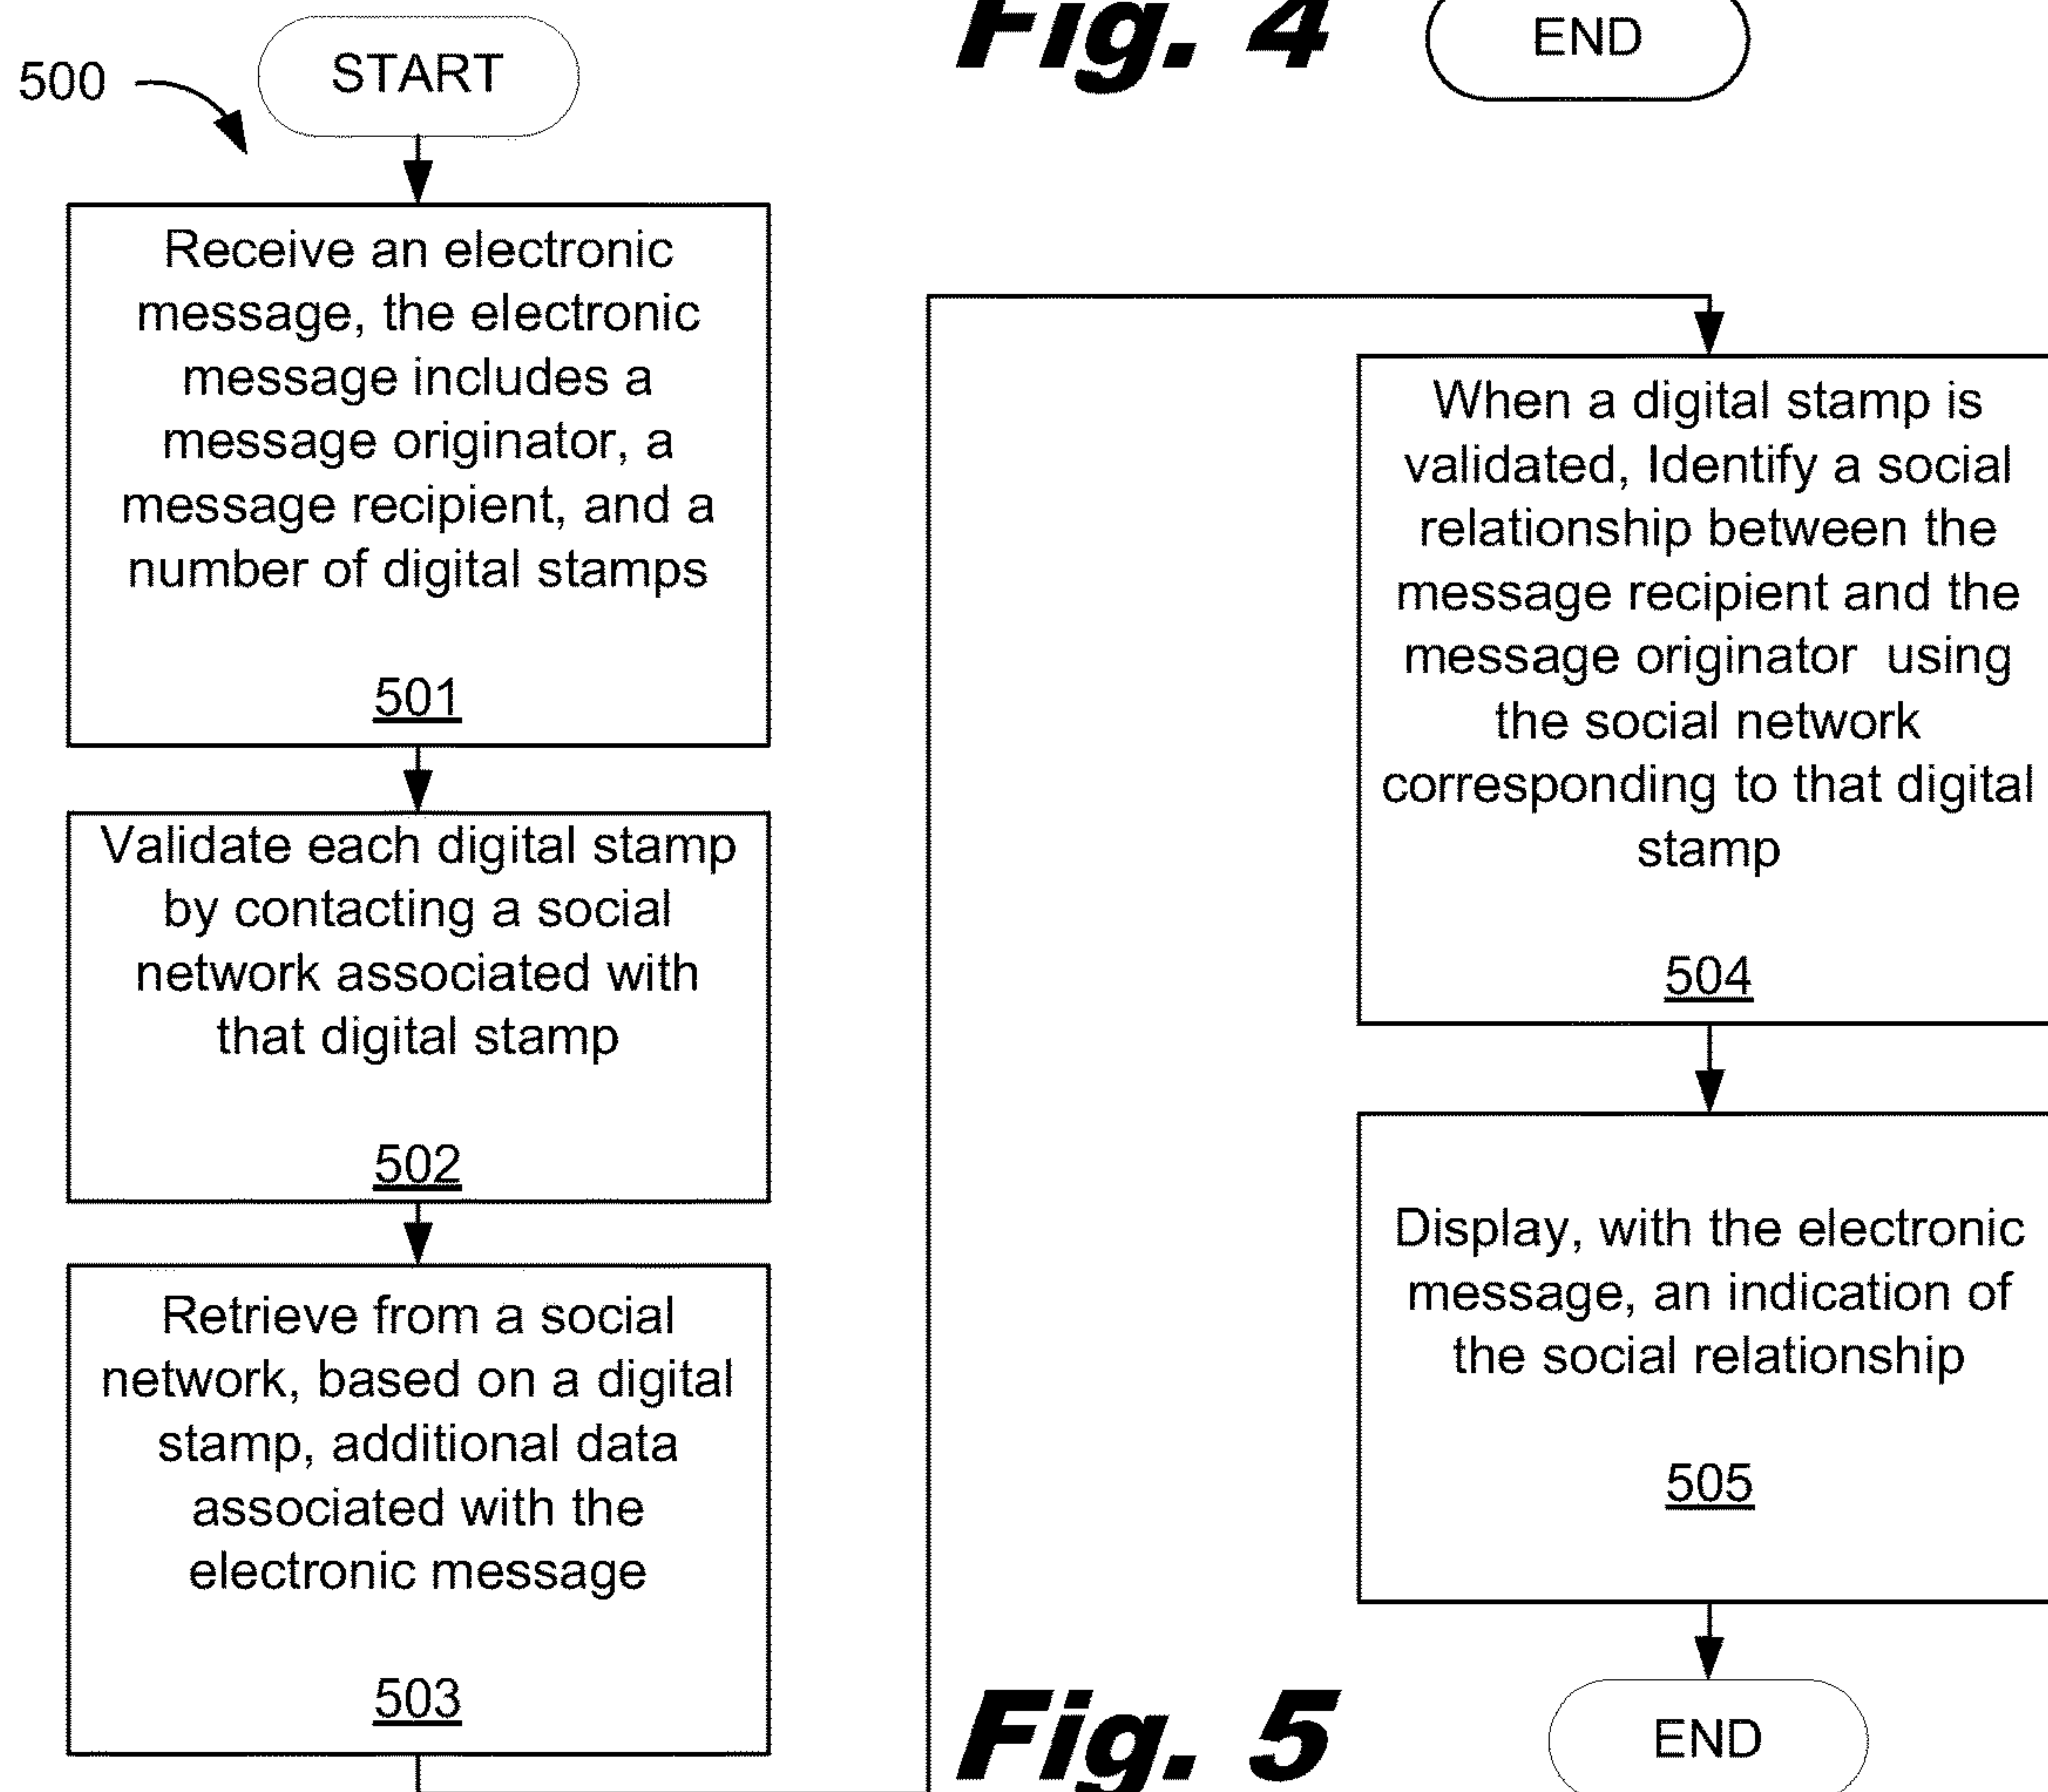 Fig. 4
END
500
START
Receive an electronic
message, the electronic
message includes a
message originator, a
message recipient, and a
number of digital stamps
501
Validate each digital stamp
by contacting a social
network associated with
that digital stamp
502
Retrieve from a social
network, based on a digital
stamp, additional data
associated with the
electronic message
503
When a digital stamp is
validated, Identify a social
relationship between the
message recipient and the
message originator using
the social network
corresponding to that digital
stamp
504
Display, with the electronic
message, an indication of
the social relationship
505
END
Fig. 5